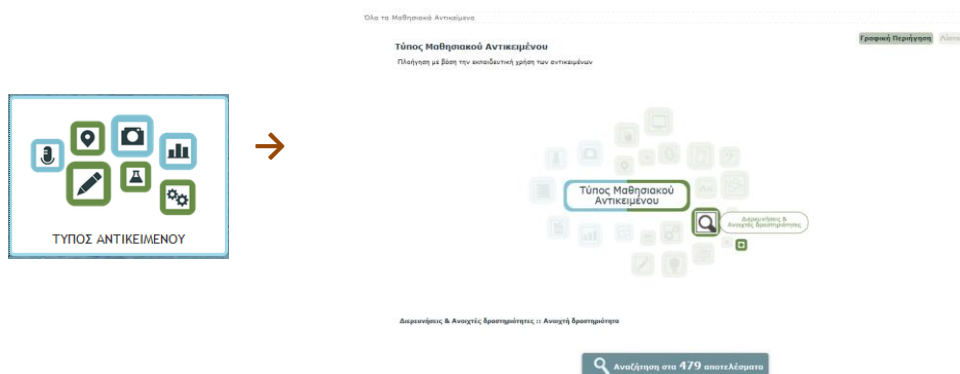 Όλα τα Μαθησιακά Αντικείμενα
Γραφική Περιήγηση
Τύπος Μαθησιακού Αντικειμένου
Πλοήγηση με βάση την εκπαιδευτική χρήση των αντικειμένων
ΤΥΠΟΣ ΑΝΤΙΚΕΙΜΕΝΟΥ
Τύπος Μαθησιακού
Αντικειμένου
Διερευνήσεις &
Ανοιχτές δραστηριότητες
Διερευνήσεις & Ανοιχτές δραστηριότητες :: Ανοιχτή δραστηριότητα
Αναζήτηση στα 479 αποτελέσματα